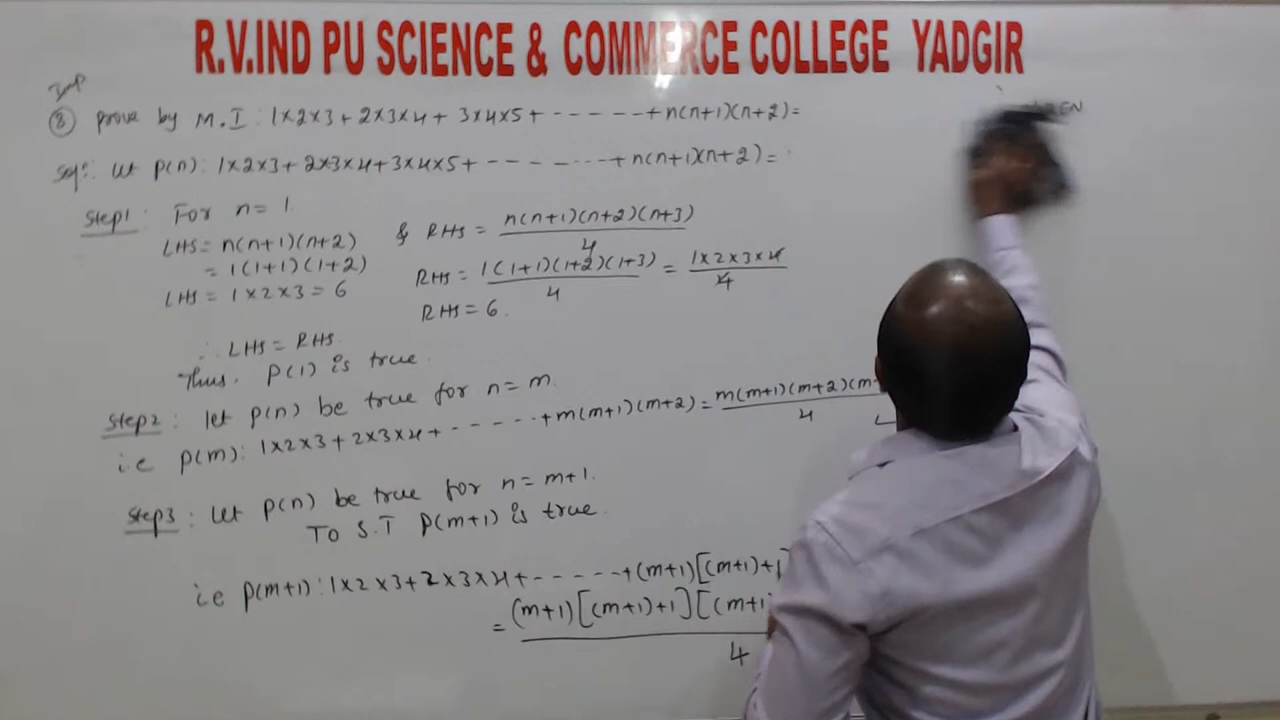 R.V.IND PU SCIENCE & COMMERCE COLLEGE YADGIR
Imp
⑧ prove by M.I: 1×2×3+2×3×4+ 3×4×5+ ------+n(n+1)(n+2)=
Solⁿ: Let p(n): 1×2×3+ 2×3×4+3×4×5+ -------+n(n+1)(n+2)=
Step1: For n=1
LHS= n(n+1)(n+2) & RHS = n(n+1)(n+2)(n+3)/4
= 1(1+1)(1+2) RHS = 1(1+1)(1+2)(1+3)/4 = 1×2×3×4/4
LHS = 1×2×3=6 RHS=6.
∴ LHS=RHS.
Thus. p(1) is true.
Step2: let p(n) be true for n=m.
i.e p(m): 1×2×3+2×3×4+------+m(m+1)(m+2)=m(m+1)(m+2)(m/4
Step3: Let p(n) be true for n=m+1.
TO S.T p(m+1) is true.
i.e p(m+1):1×2×3+2×3×4+------+(m+1)[(m+1)+1]
= (m+1)[(m+1)+1][(m+1)/4